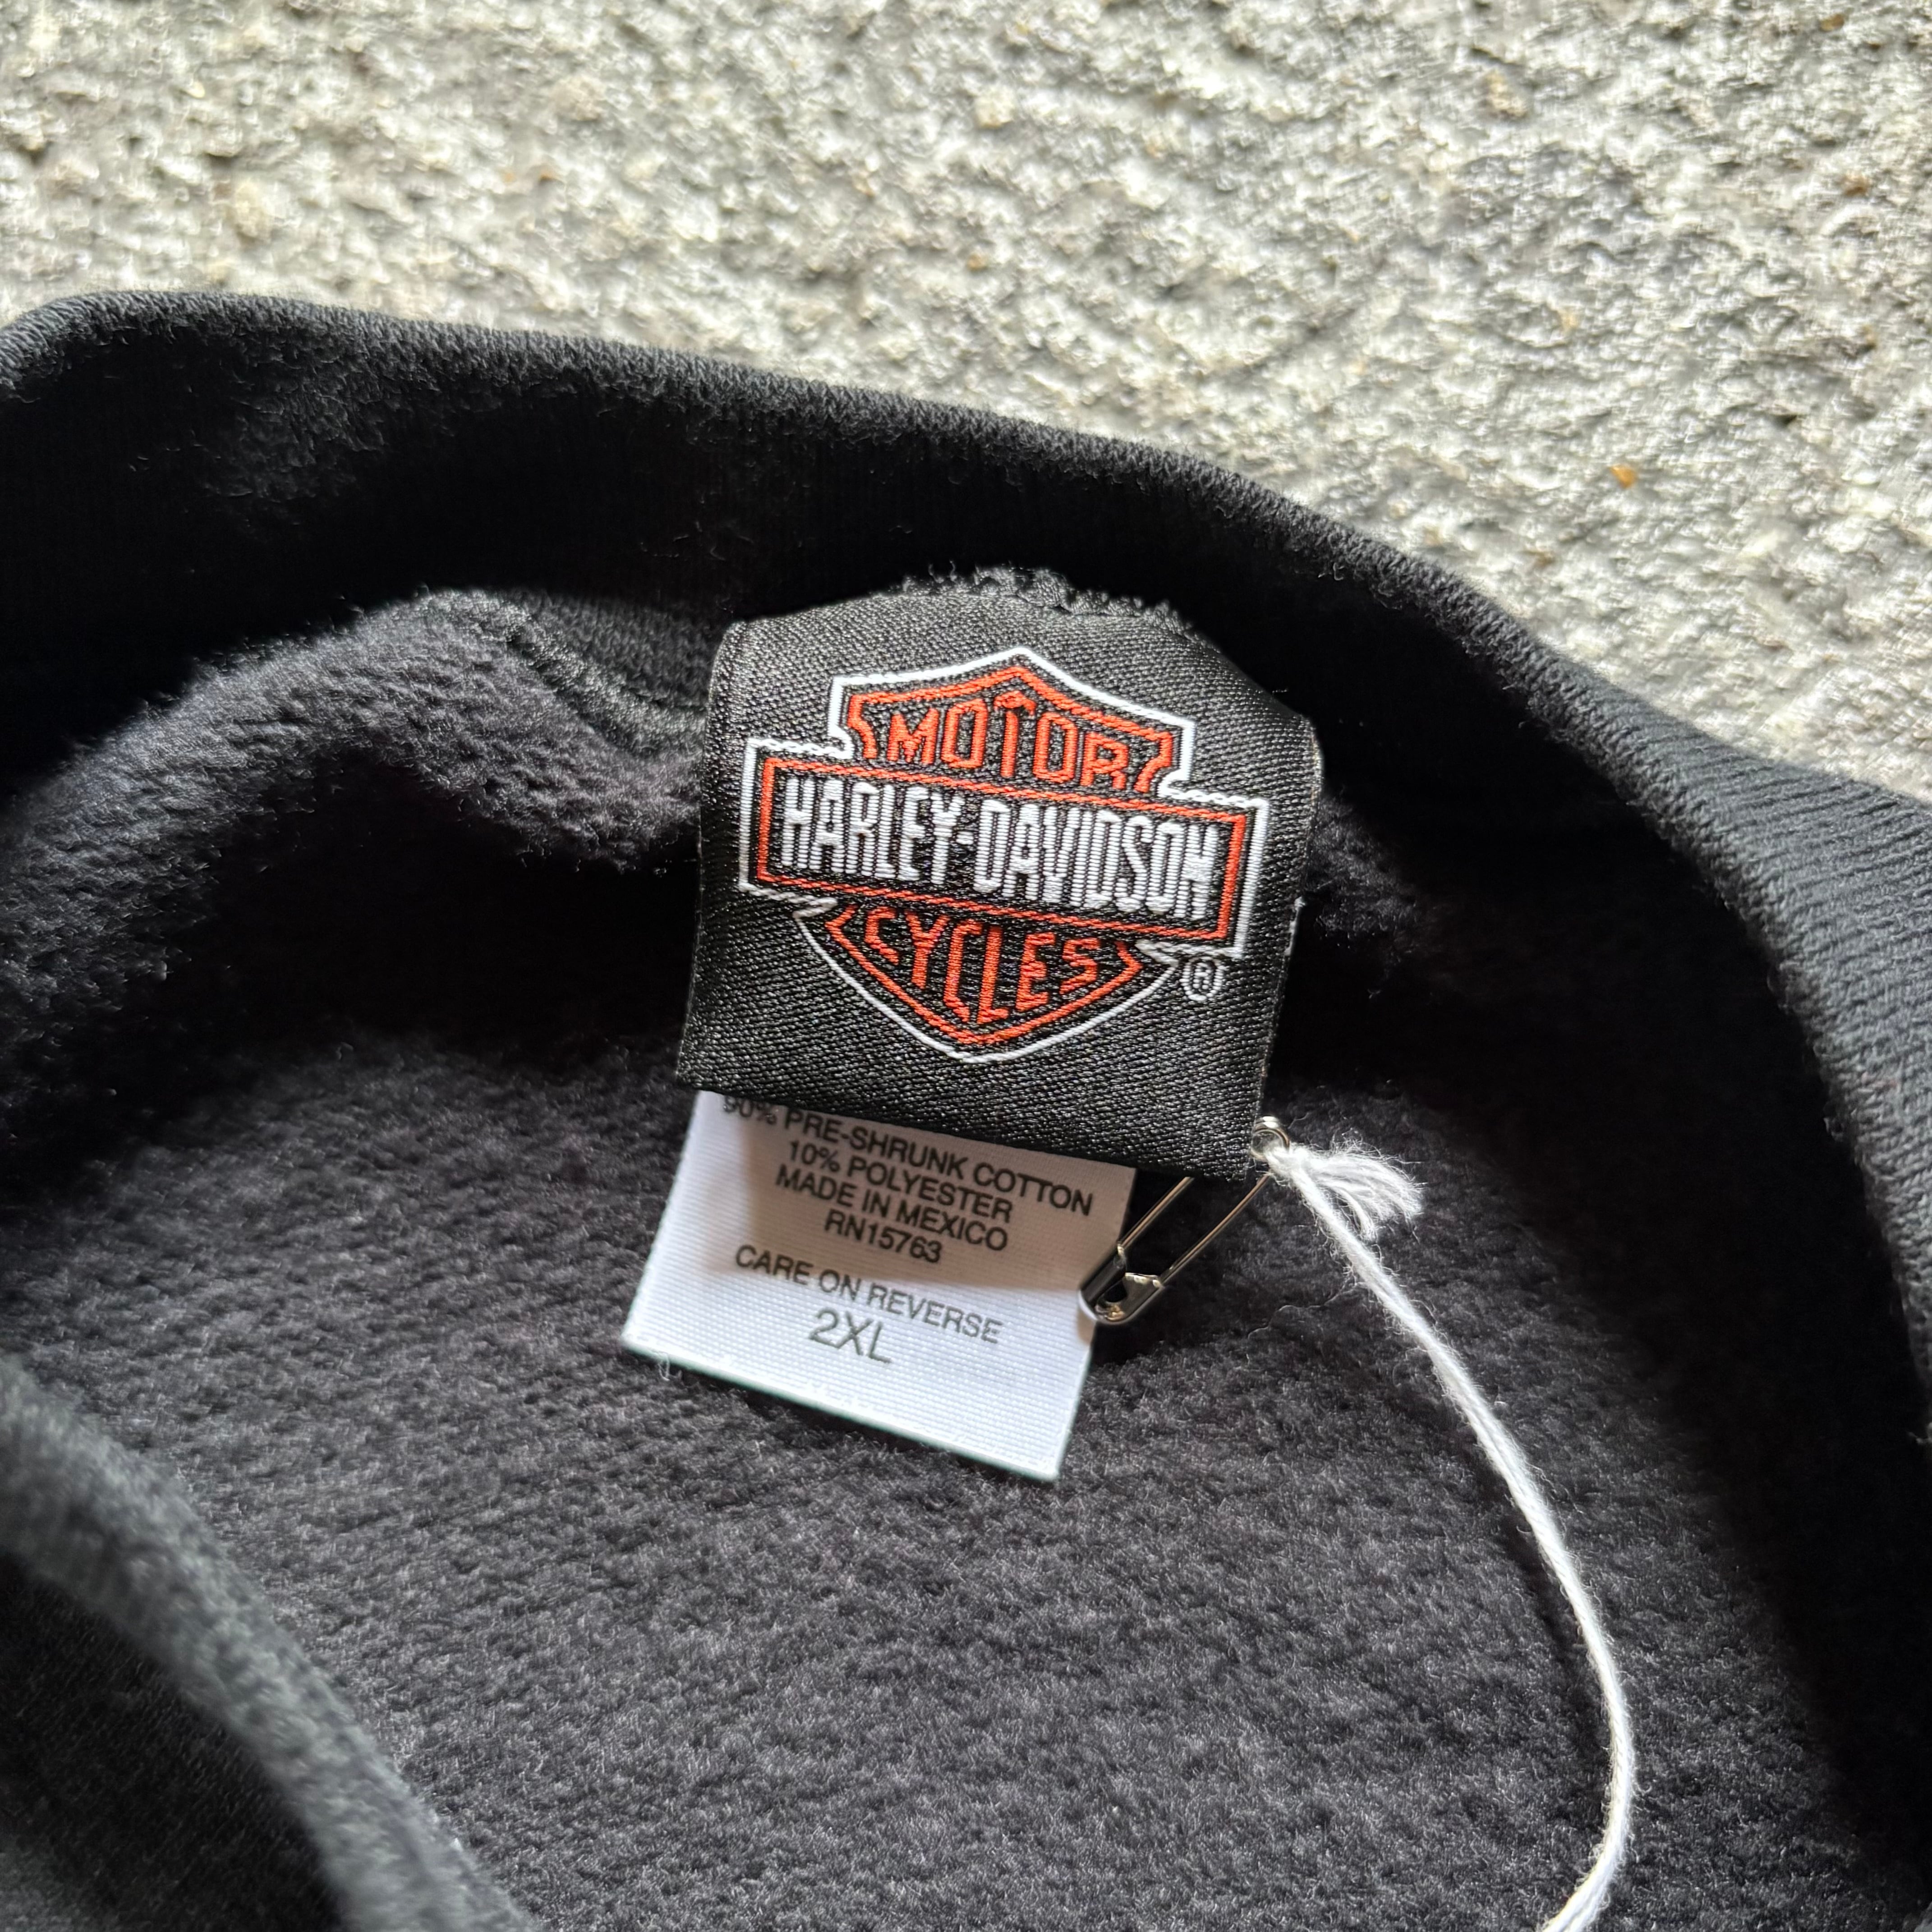 MOTOR
HARLEY-DAVIDSON
CYCLES
®
90% PRE-SHRUNK COTTON
10% POLYESTER
MADE IN MEXICO
RN15763
CARE ON REVERSE
2XL